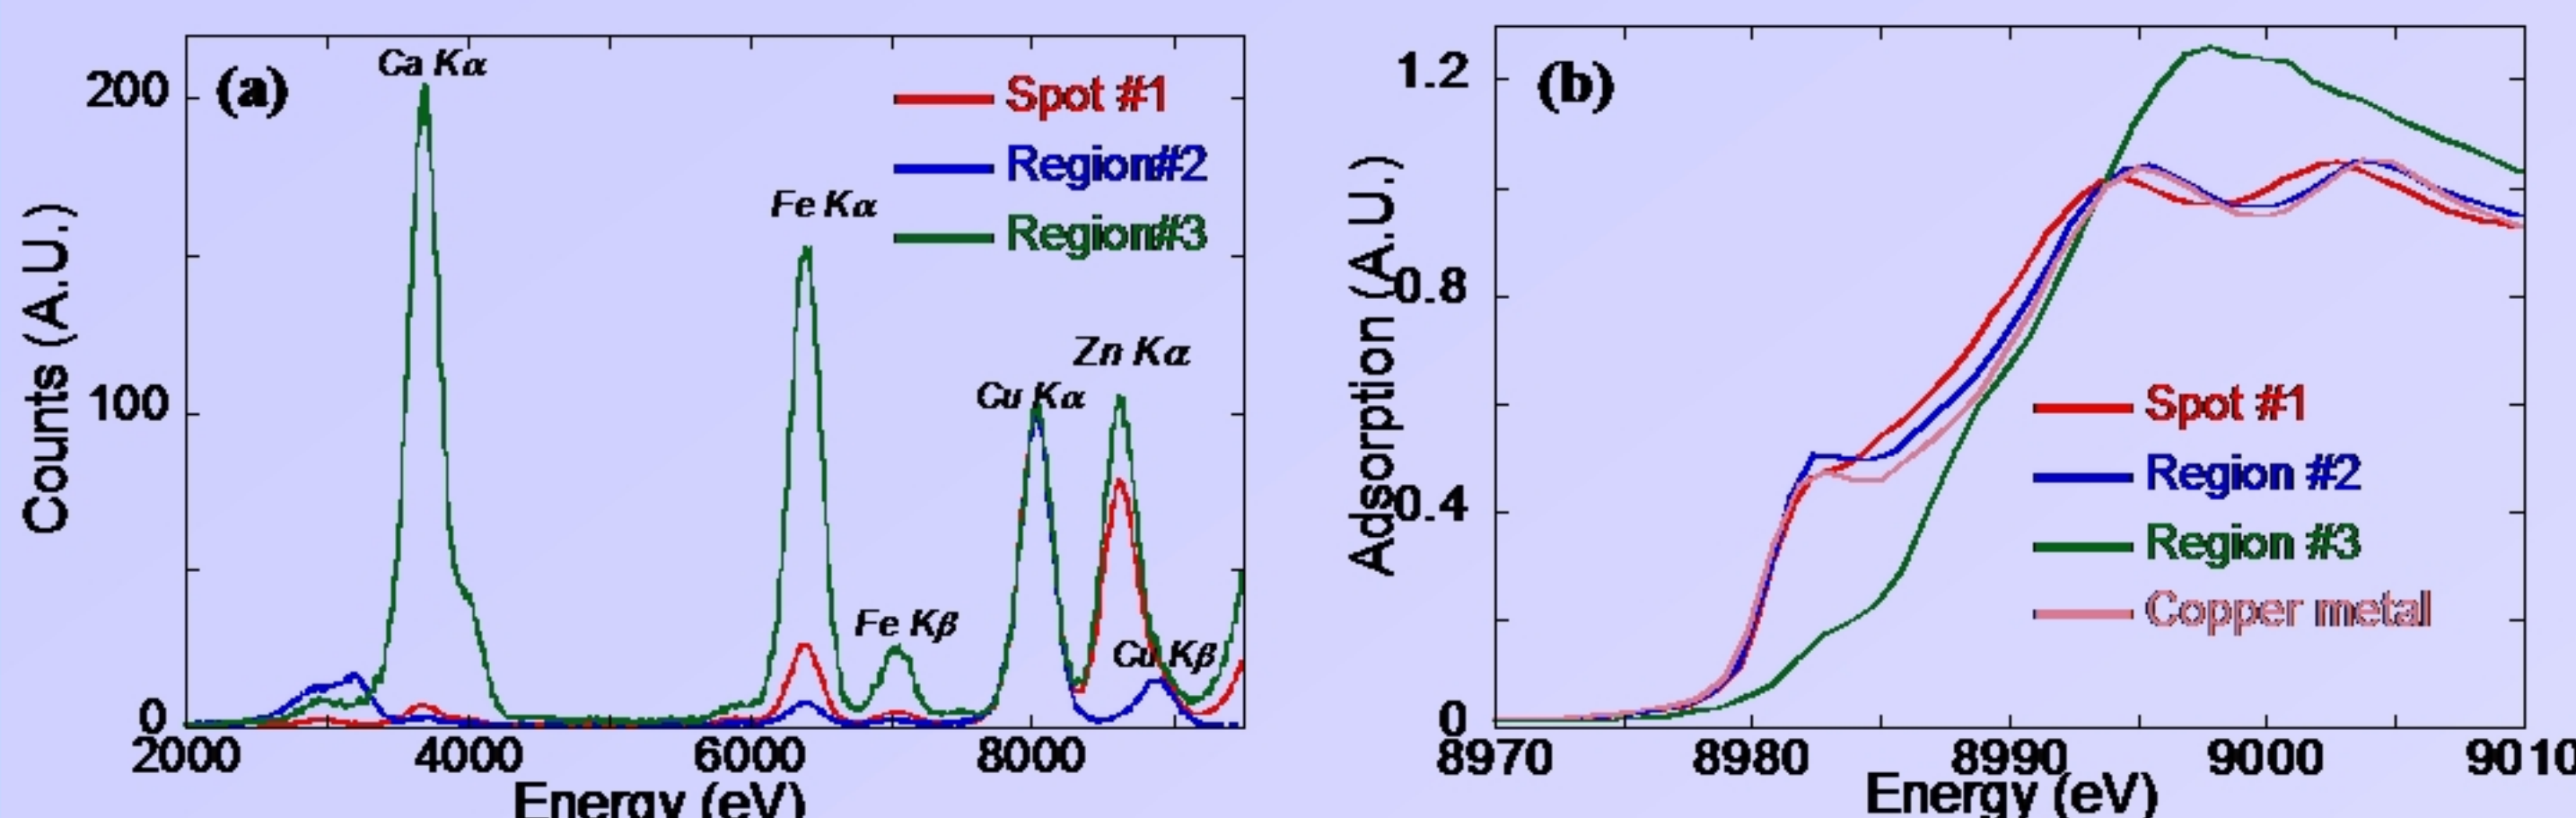 (a)
Ca Kα
Fe Kα
Fe Kβ
Cu Kα
Zn Kα
Cu Kβ
Spot #1
Region#2
Region#3
200
100
0
2000 4000 6000 8000
Energy (eV)
Counts (A.U.)
(b)
1.2
0.8
0.4
0
8970 8980 8990 9000 9010
Energy (eV)
Adsorption (A.U.)
Spot #1
Region #2
Region #3
Copper metal